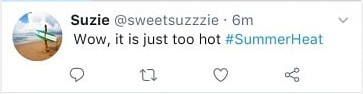 Suzie @sweetsuzzzie · 6m
Wow, it is just too hot #SummerHeat